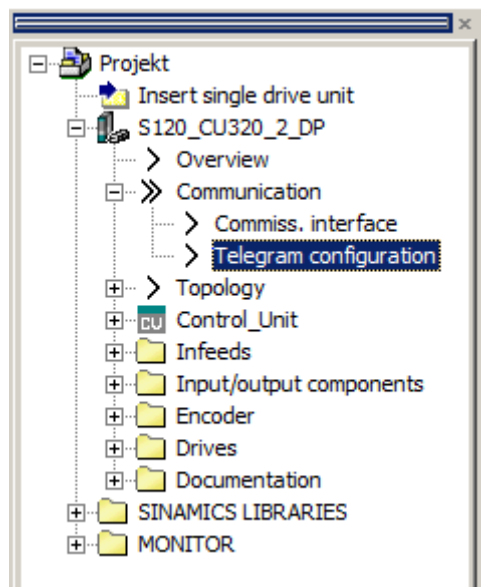 Projekt
Insert single drive unit
S120_CU320_2_DP
Overview
Communication
Commiss. interface
Telegram configuration
Topology
CU Control_Unit
Infeeds
Input/output components
Encoder
Drives
Documentation
SINAMICS LIBRARIES
MONITOR